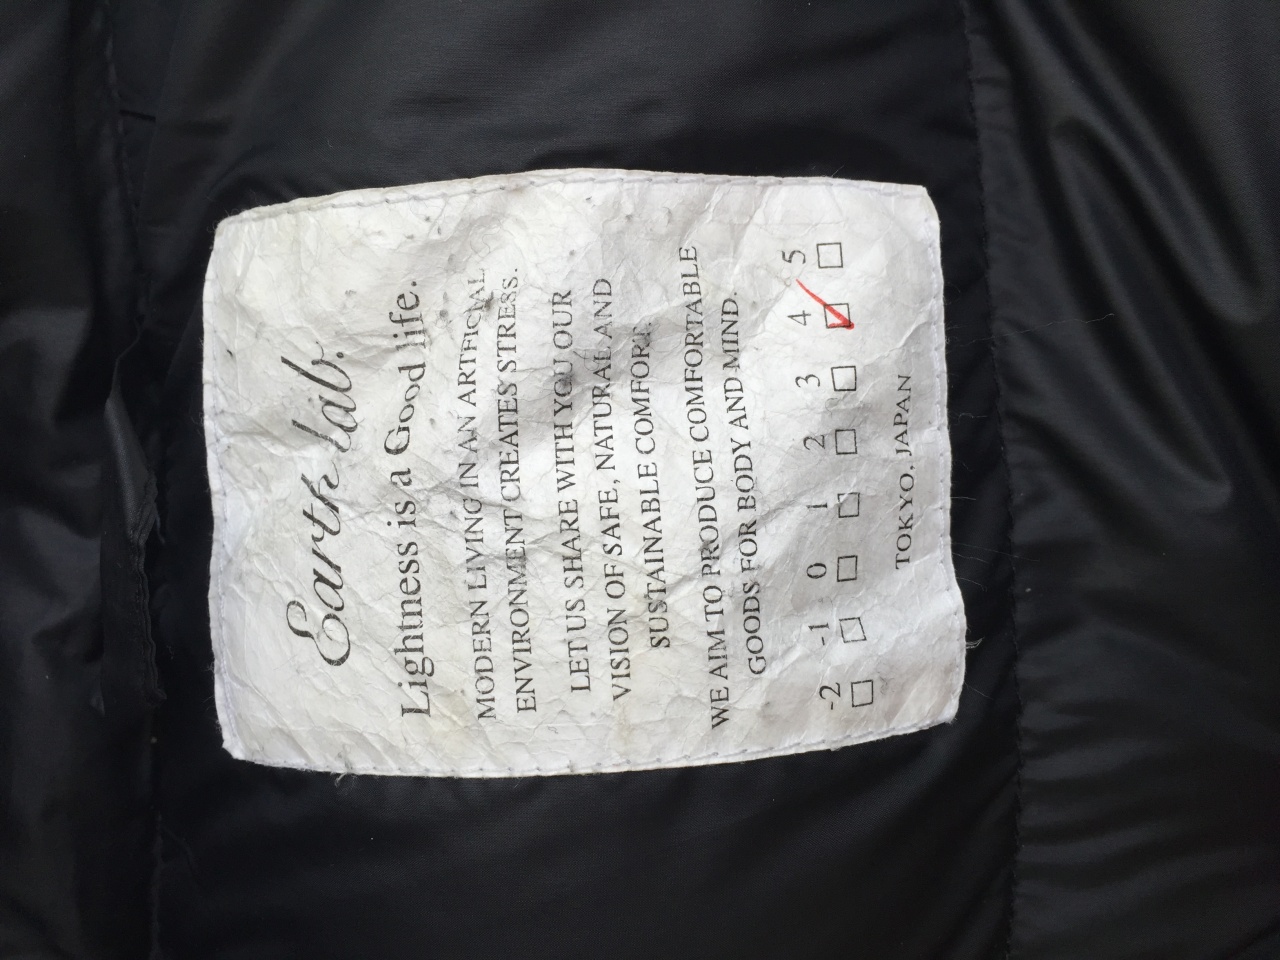 Earth lab.
Lightness is a Good life.
MODERN LIVING IN AN ARTFICIAL
ENVIRONMENT CREATES STRESS.
LET US SHARE WITH YOU OUR
VISION OF SAFE, NATURAL AND
SUSTAINABLE COMFORT.
WE AIM TO PRODUCE COMFORTABLE
GOODS FOR BODY AND MIND.
-2 -1 0 1 2 3 4 5
TOKYO. JAPAN